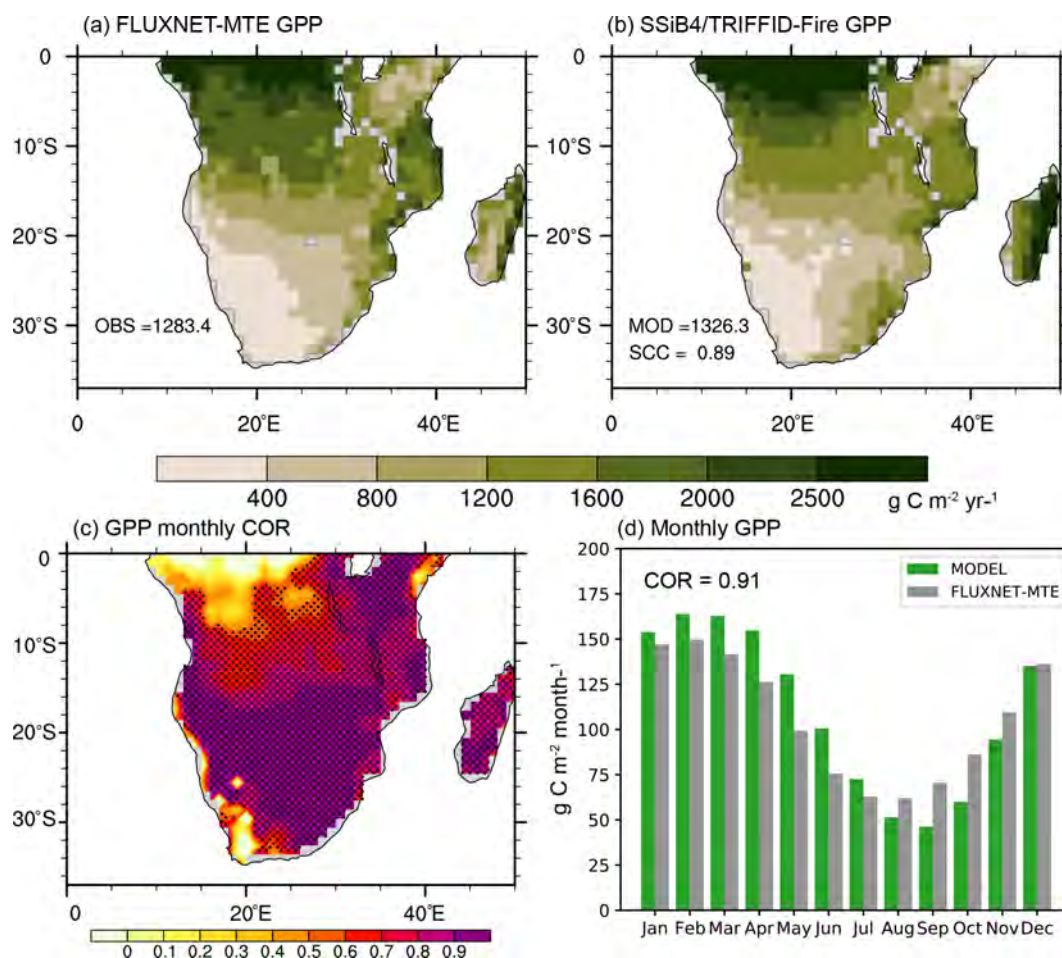 (a) FLUXNET-MTE GPP
(b) SSiB4/TRIFFID-Fire GPP
0
10°S
20°S
30°S
OBS =1283.4
0
20°E
40°E
0
10°S
20°S
30°S
MOD =1326.3
SCC = 0.89
0
20°E
40°E
400 800 1200 1600 2000 2500 g C m⁻² yr-¹
(c) GPP monthly COR
0
10°S
20°S
30°S
20°E
40°E
0 0.1 0.2 0.3 0.4 0.5 0.6 0.7 0.8 0.9
(d) Monthly GPP
COR = 0.91
MODEL
FLUXNET-MTE
g C m⁻² month-¹
200
175
150
125
100
75
50
25
0
Jan Feb Mar Apr May Jun Jul Aug Sep Oct Nov Dec